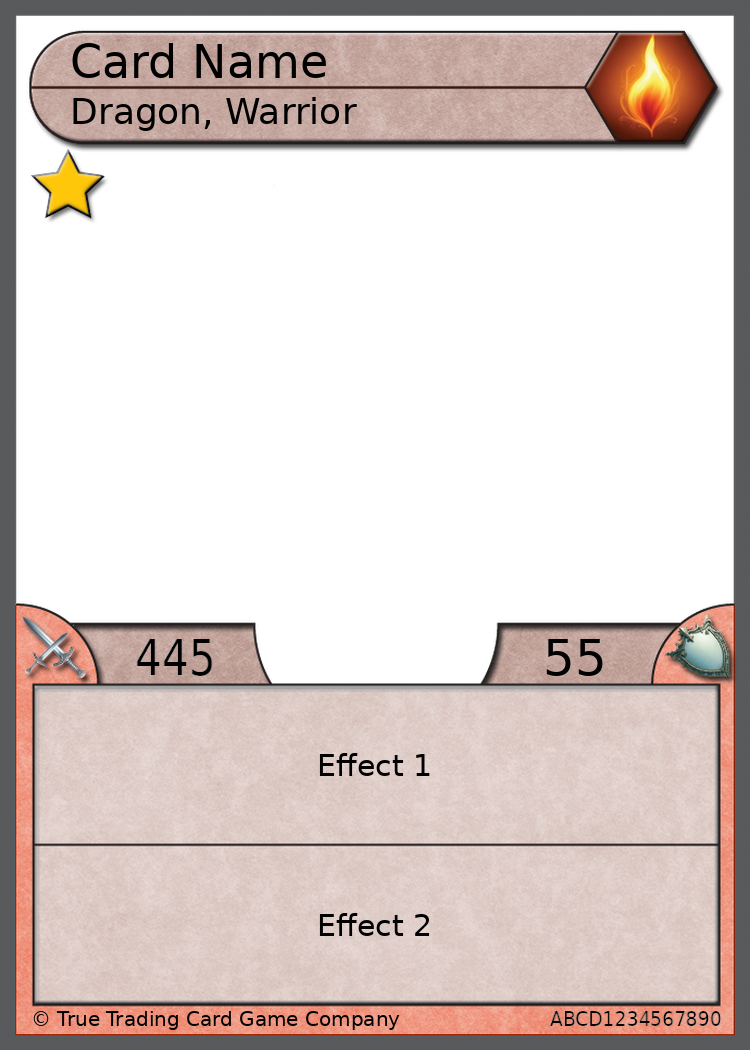 Card Name
Dragon, Warrior
445
55
Effect 1
Effect 2
© True Trading Card Game Company
ABCD1234567890